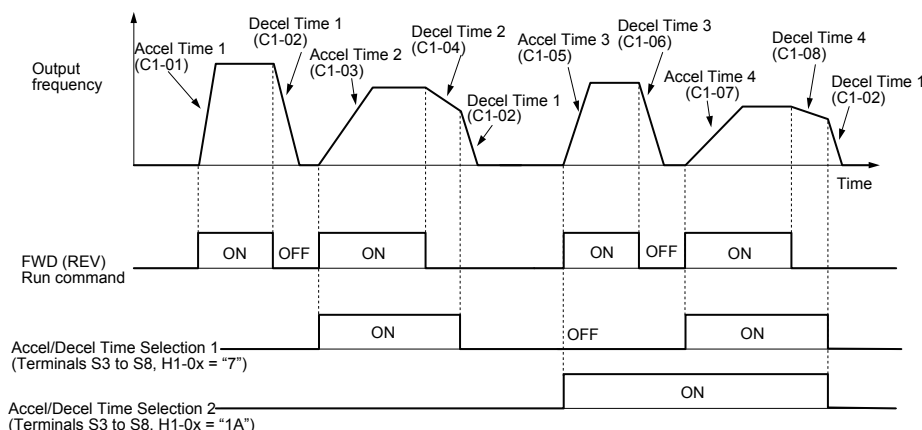 Accel Time 1
(C1-01)
Decel Time 1
(C1-02)
Accel Time 2
(C1-03)
Decel Time 2
(C1-04)
Decel Time 1
(C1-02)
Accel Time 3
(C1-05)
Decel Time 3
(C1-06)
Accel Time 4
(C1-07)
Decel Time 4
(C1-08)
Decel Time 1
(C1-02)
Output
frequency
Time
FWD (REV)
Run command
ON
OFF
ON
ON
OFF
ON
Accel/Decel Time Selection 1
(Terminals S3 to S8, H1-0x = “7”)
ON
OFF
ON
Accel/Decel Time Selection 2
(Terminals S3 to S8, H1-0x = “1A”)
ON